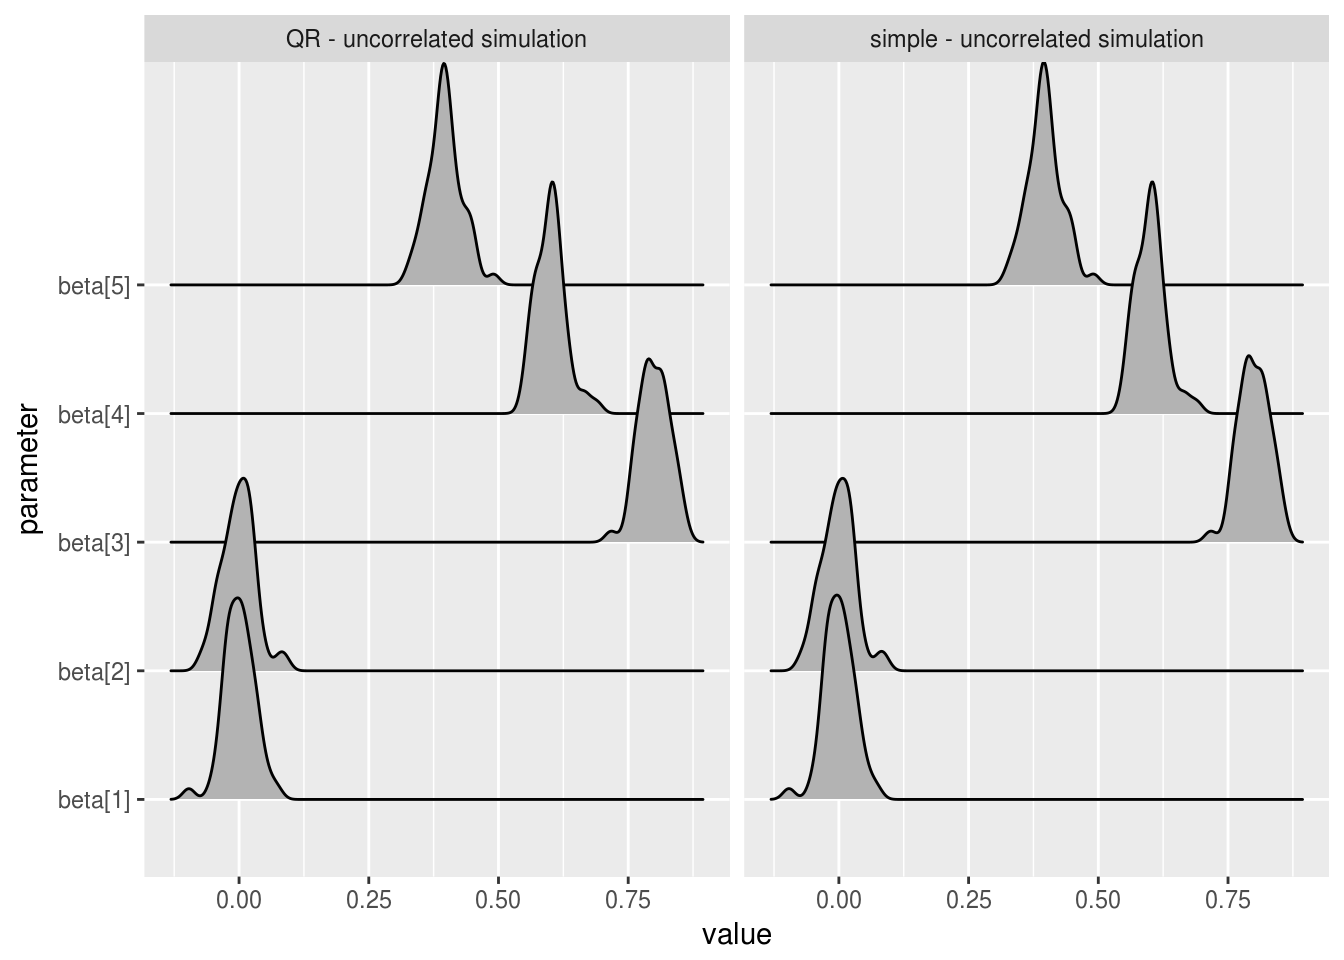 QR - uncorrelated simulation
simple - uncorrelated simulation
parameter
beta[5]
beta[4]
beta[3]
beta[2]
beta[1]
0.00 0.25 0.50 0.75
0.00 0.25 0.50 0.75
value